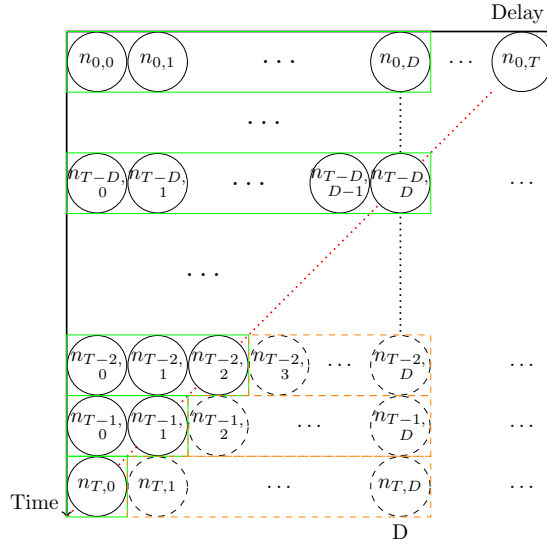 Delay
n_{0,0} n_{0,1} ⋯ n_{0,D} ⋯ n_{0,T}
⋯
n_{T−D,0} n_{T−D,1} ⋯ n_{T−D,D−1} n_{T−D,D} ⋯
⋯
n_{T−2,0} n_{T−2,1} n_{T−2,2} n_{T−2,3} ⋯ n_{T−2,D} ⋯
n_{T−1,0} n_{T−1,1} n_{T−1,2} ⋯ n_{T−1,D} ⋯
n_{T,0} n_{T,1} ⋯ n_{T,D} ⋯
Time
D